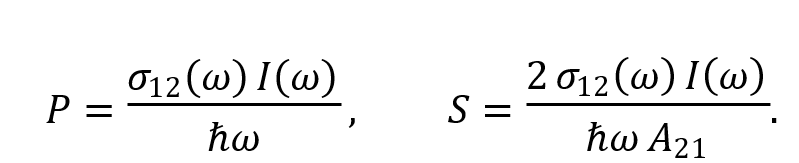 P = σ₁₂(ω) I(ω) / ħω , S = 2 σ₁₂(ω) I(ω) / ħω A₂₁ .